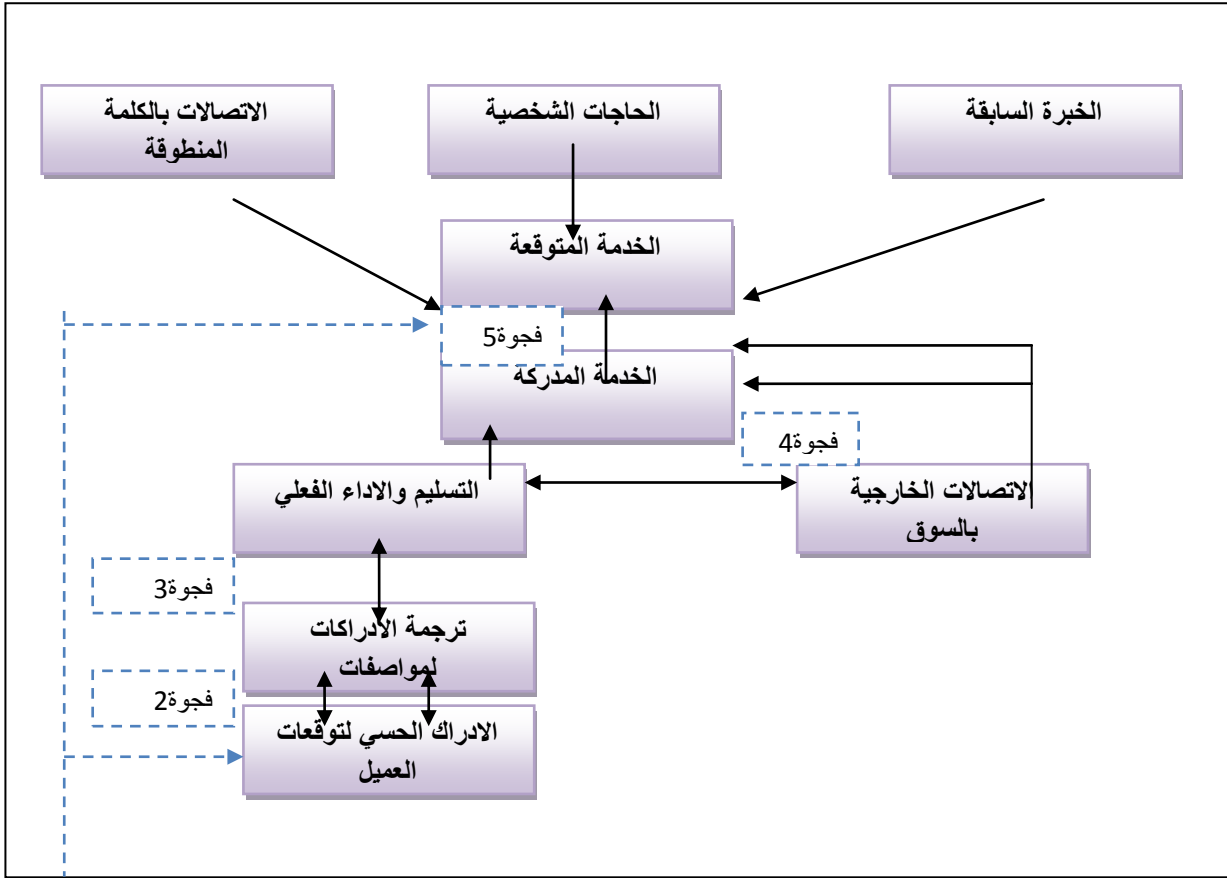 الخبرة السابقة
الحاجات الشخصية
الاتصالات بالكلمة
المنطوقة
الخدمة المتوقعة
فجوة5
الخدمة المدركة
فجوة4
الاتصالات الخارجية
بالسوق
التسليم والاداء الفعلي
فجوة3
ترجمة الادراكات
لمواصفات
فجوة2
الادراك الحسي لتوقعات
العميل